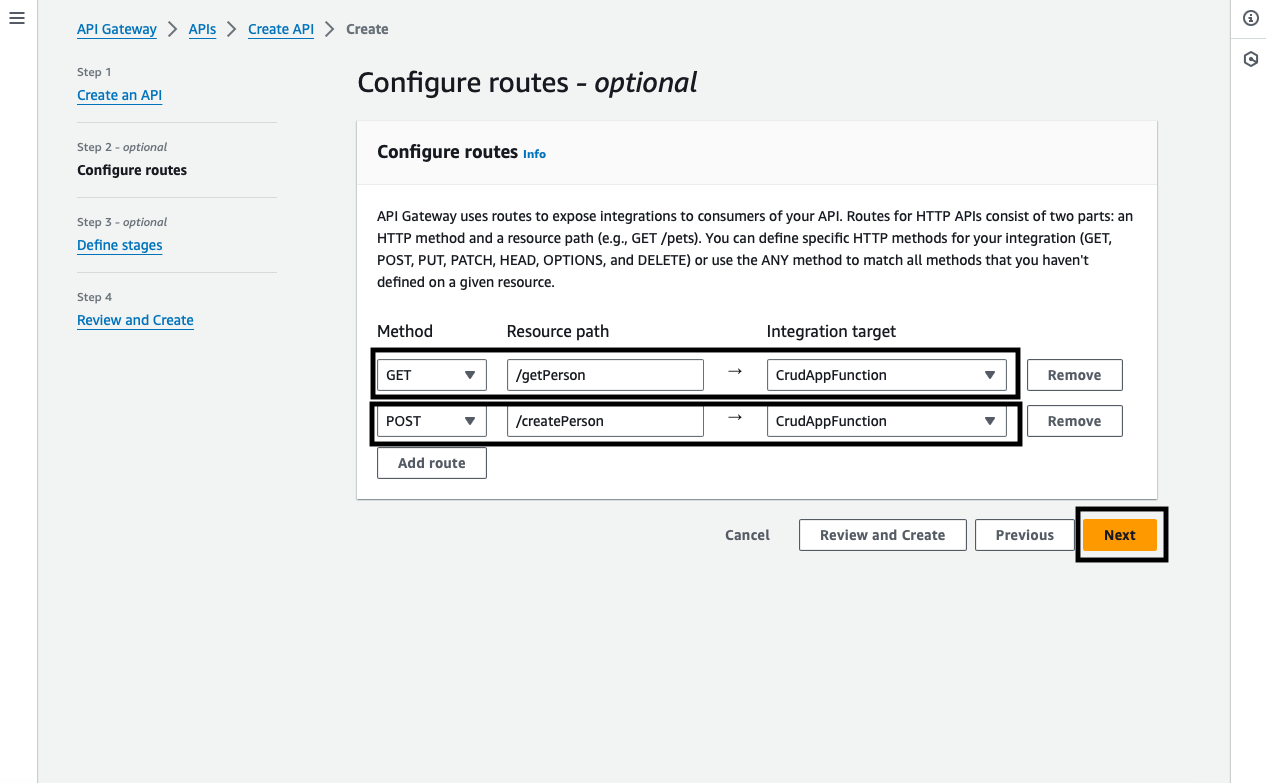 API Gateway > APIs > Create API > Create
Step 1
Create an API
Step 2 - optional
Configure routes
Step 3 - optional
Define stages
Step 4
Review and Create
Configure routes - optional
Configure routes Info
API Gateway uses routes to expose integrations to consumers of your API. Routes for HTTP APIs consist of two parts: an
HTTP method and a resource path (e.g., GET /pets). You can define specific HTTP methods for your integration (GET,
POST, PUT, PATCH, HEAD, OPTIONS, and DELETE) or use the ANY method to match all methods that you haven't
defined on a given resource.
Method Resource path Integration target
GET /getPerson → CrudAppFunction Remove
POST /createPerson → CrudAppFunction Remove
Add route
Cancel Review and Create Previous Next